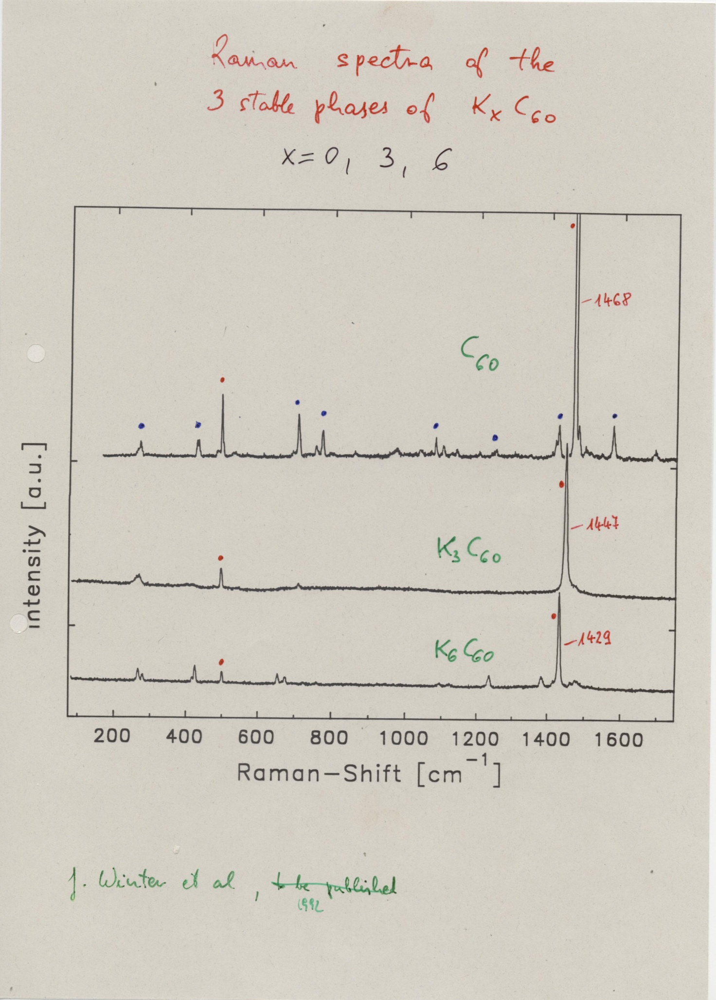 Raman spectra of the
3 stable phases of KₓC₆₀
x=0, 3, 6
1468
C₆₀
1447
K₃C₆₀
1429
K₆C₆₀
Intensity [a.u.]
200 400 600 800 1000 1200 1400 1600
Raman-Shift [cm⁻¹]
J. Winter et al, to be published
1992